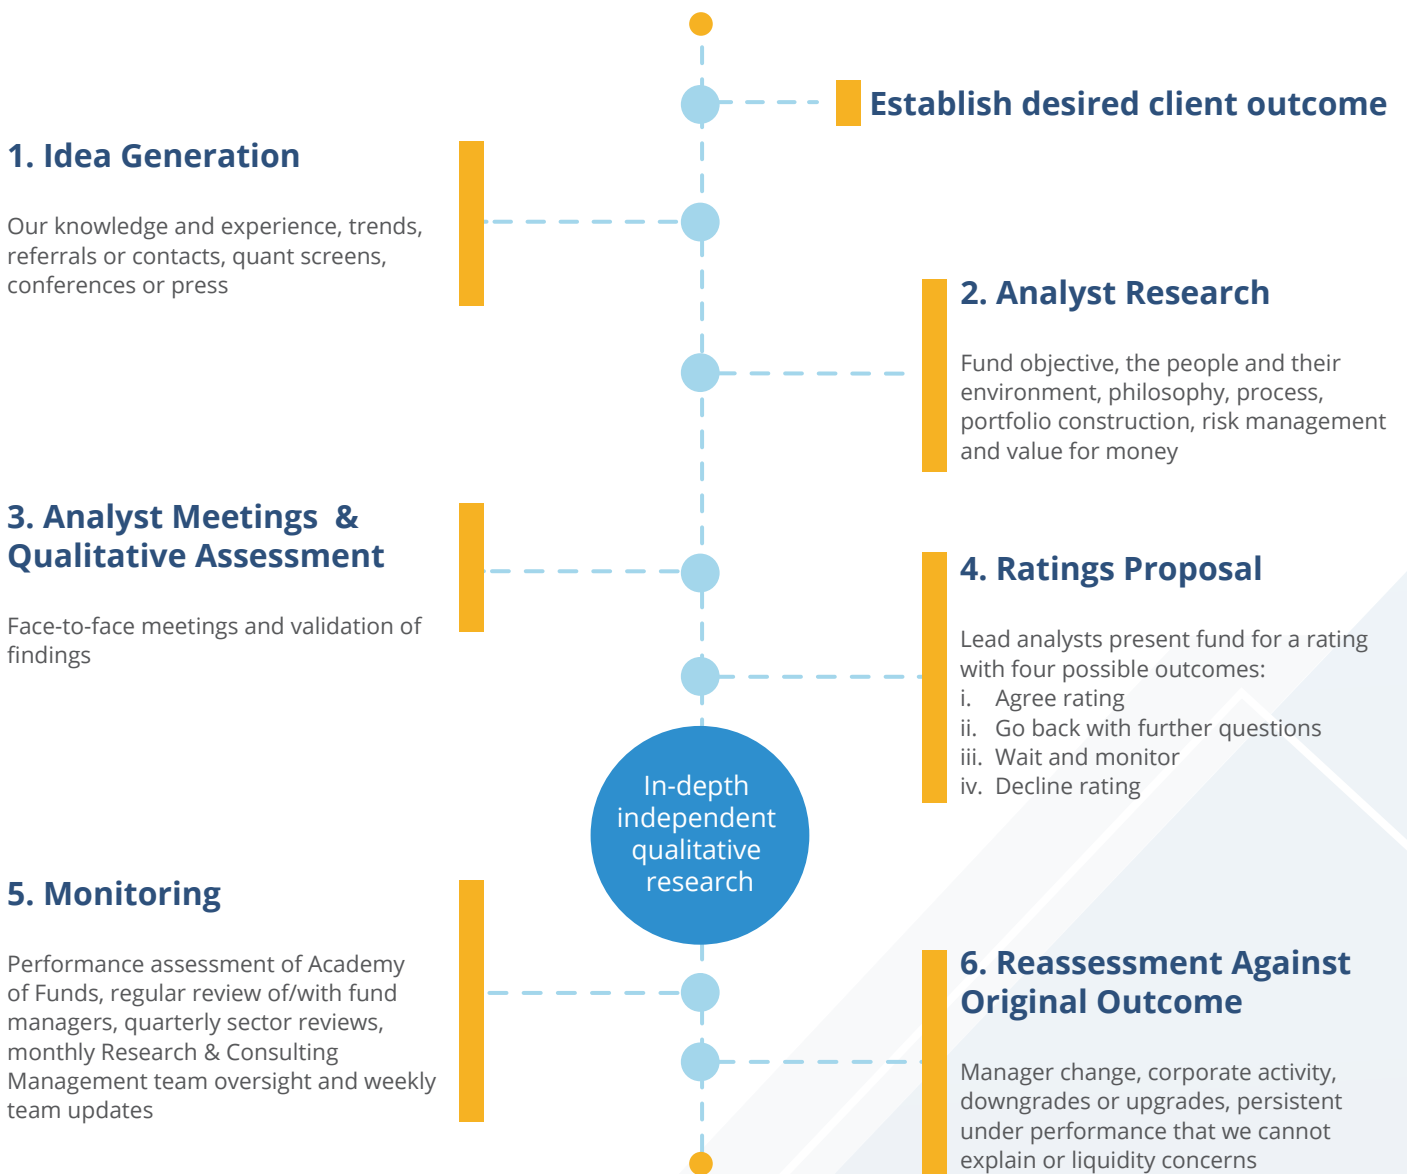 Establish desired client outcome
1. Idea Generation
Our knowledge and experience, trends,
referrals or contacts, quant screens,
conferences or press
2. Analyst Research
Fund objective, the people and their
environment, philosophy, process,
portfolio construction, risk management
and value for money
3. Analyst Meetings &
Qualitative Assessment
Face-to-face meetings and validation of
findings
4. Ratings Proposal
Lead analysts present fund for a rating
with four possible outcomes:
i. Agree rating
ii. Go back with further questions
iii. Wait and monitor
iv. Decline rating
In-depth
independent
qualitative
research
5. Monitoring
Performance assessment of Academy
of Funds, regular review of/with fund
managers, quarterly sector reviews,
monthly Research & Consulting
Management team oversight and weekly
team updates
6. Reassessment Against
Original Outcome
Manager change, corporate activity,
downgrades or upgrades, persistent
under performance that we cannot
explain or liquidity concerns